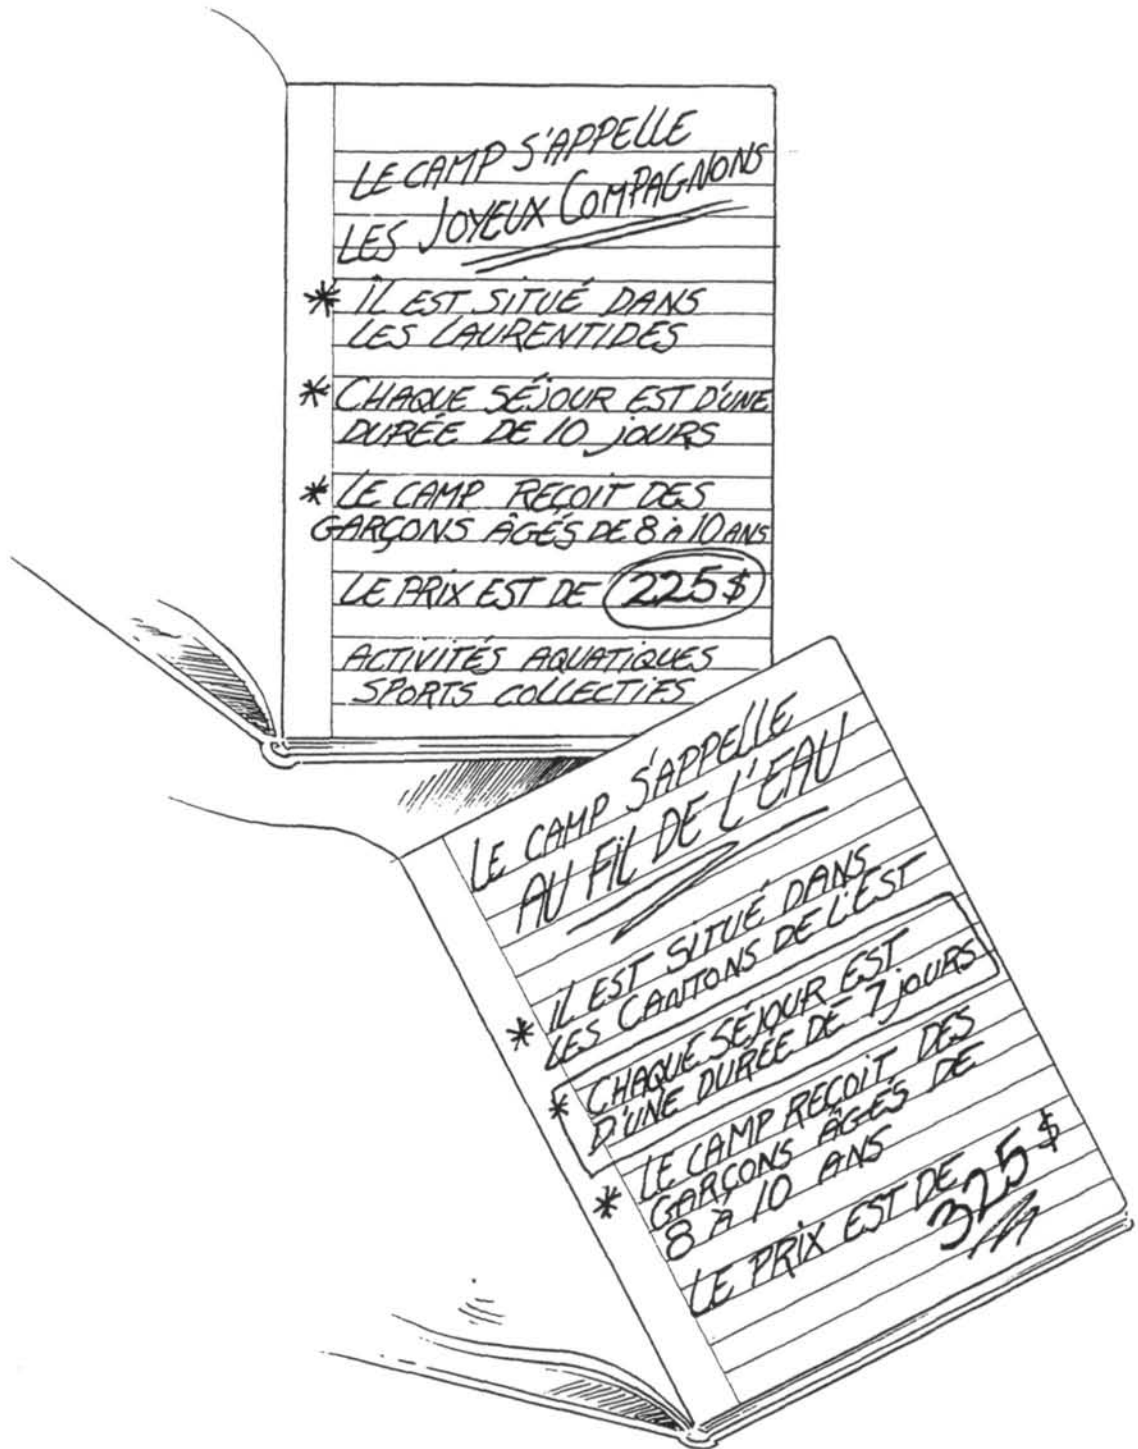 LE CAMP S'APPELLE
LES JOYEUX COMPAGNONS
* IL EST SITUÉ DANS
LES LAURENTIDES
* CHAQUE SÉJOUR EST D'UNE
DURÉE DE 10 JOURS
* LE CAMP REÇOIT DES
GARÇONS ÂGÉS DE 8 À 10 ANS
LE PRIX EST DE 225 $
ACTIVITÉS AQUATIQUES
SPORTS COLLECTIFS
LE CAMP S'APPELLE
AU FIL DE L'EAU
* IL EST SITUÉ DANS
LES CANTONS DE L'EST
* CHAQUE SÉJOUR EST
D'UNE DURÉE DE 7 JOURS
* LE CAMP REÇOIT DES
GARÇONS ÂGÉS DE
8 À 10 ANS
LE PRIX EST DE 325 $